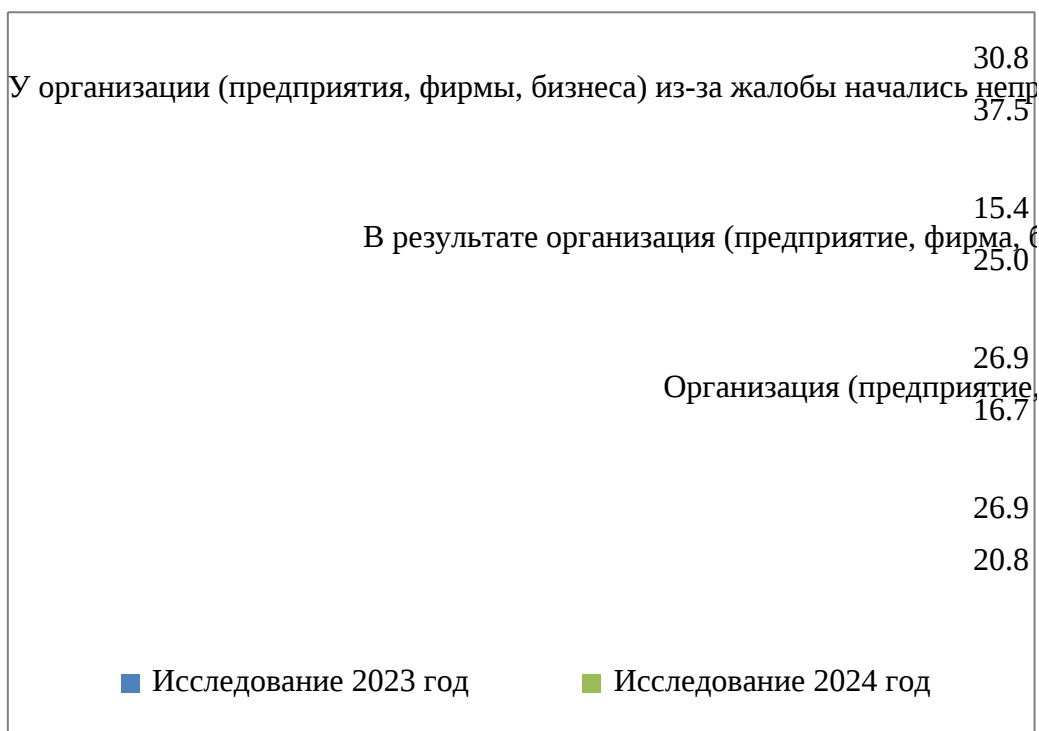 30.8
У организации (предприятия, фирмы, бизнеса) из-за жалобы начались
37.5
15.4
В результате организация (предприятие, фирма,
25.0
26.9
Организация (предприятие,
16.7
26.9
20.8
Исследование 2023 год
Исследование 2024 год